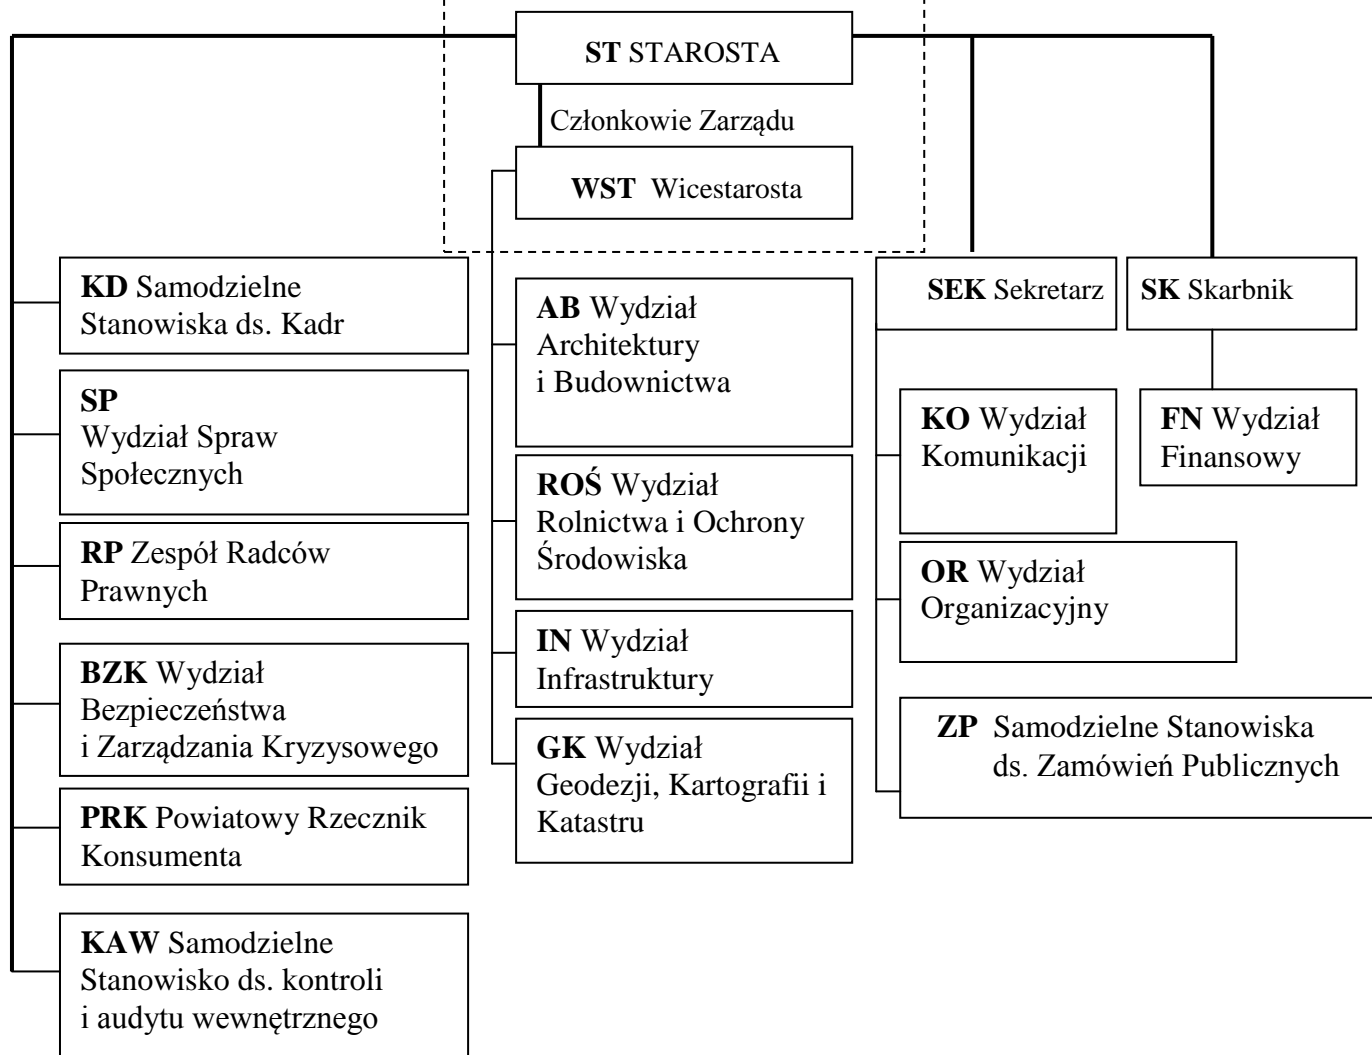 ST STAROSTA
Członkowie Zarządu
WST Wicestarosta
KD Samodzielne
Stanowiska ds. Kadr
SP
Wydział Spraw
Społecznych
RP Zespół Radców
Prawnych
BZK Wydział
Bezpieczeństwa
i Zarządzania Kryzysowego
PRK Powiatowy Rzecznik
Konsumenta
KAW Samodzielne
Stanowisko ds. kontroli
i audytu wewnętrznego
AB Wydział
Architektury
i Budownictwa
ROŚ Wydział
Rolnictwa i Ochrony
Środowiska
IN Wydział
Infrastruktury
GK Wydział
Geodezji, Kartografii i
Katastru
SEK Sekretarz
KO Wydział
Komunikacji
OR Wydział
Organizacyjny
ZP Samodzielne Stanowiska
ds. Zamówień Publicznych
SK Skarbnik
FN Wydział
Finansowy